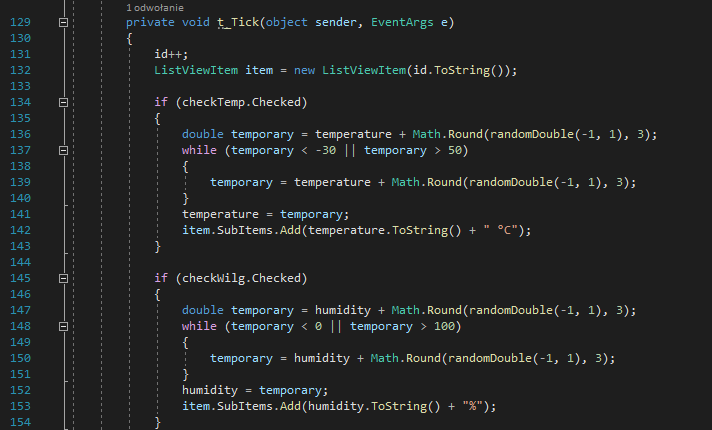 1 odwołanie
129 private void t_Tick(object sender, EventArgs e)
130 {
131 id++;
132 ListViewItem item = new ListViewItem(id.ToString());
133
134 if (checkTemp.Checked)
135 {
136 double temporary = temperature + Math.Round(randomDouble(-1, 1), 3);
137 while (temporary < -30 || temporary > 50)
138 {
139 temporary = temperature + Math.Round(randomDouble(-1, 1), 3);
140 }
141 temperature = temporary;
142 item.SubItems.Add(temperature.ToString() + " °C");
143 }
144
145 if (checkWilg.Checked)
146 {
147 double temporary = humidity + Math.Round(randomDouble(-1, 1), 3);
148 while (temporary < 0 || temporary > 100)
149 {
150 temporary = humidity + Math.Round(randomDouble(-1, 1), 3);
151 }
152 humidity = temporary;
153 item.SubItems.Add(humidity.ToString() + "%");
154 }